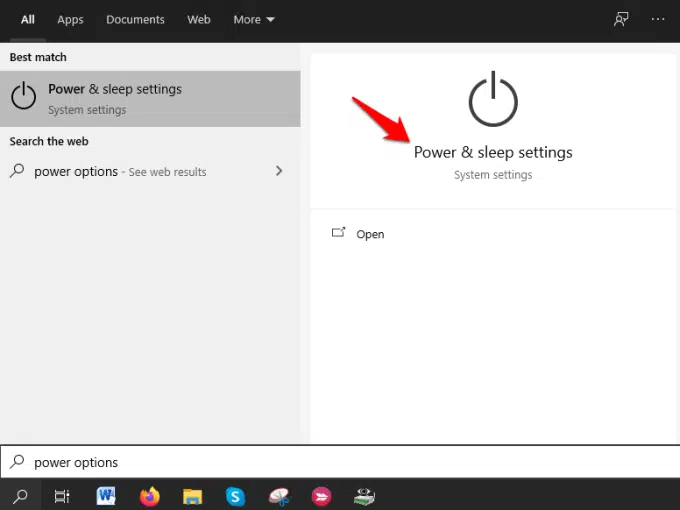 All Apps Documents Web More
Best match
Power & sleep settings
System settings
Search the web
power options - See web results
Power & sleep settings
System settings
Open
power options